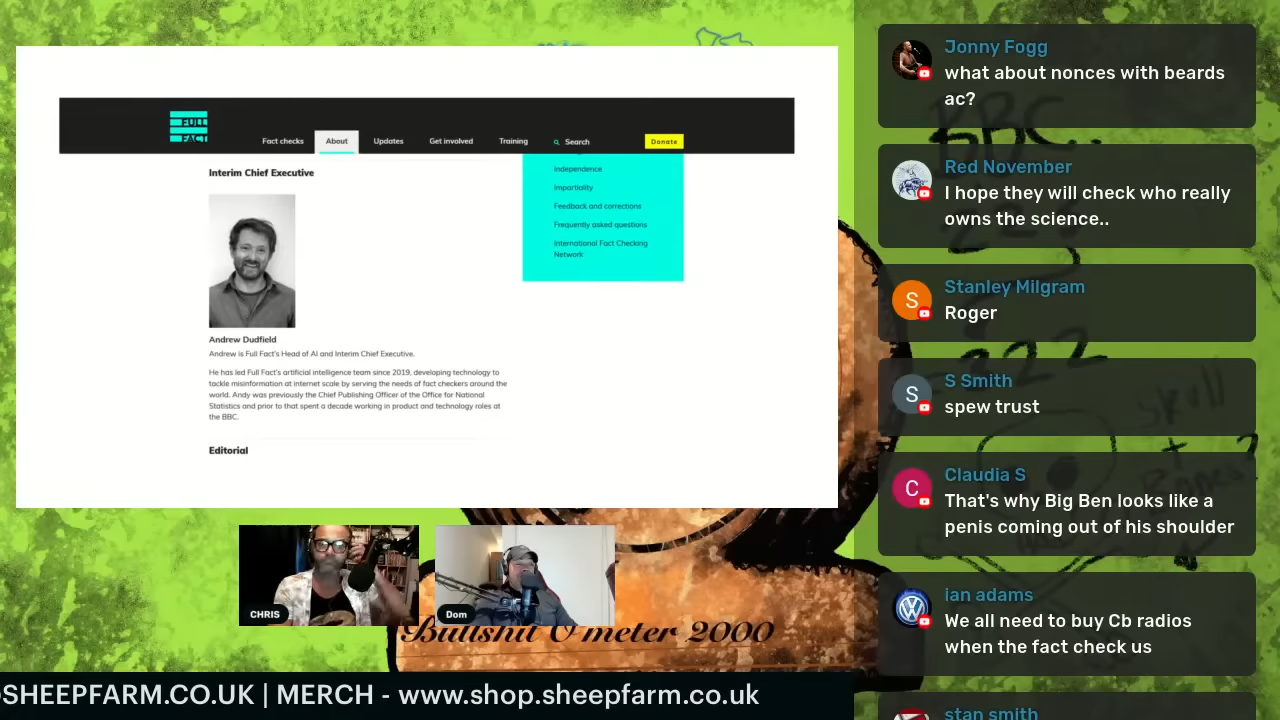 FULL
FACT
Fact checks
About
Updates
Get involved
Training
Search
Donate
Interim Chief Executive
Independence
Impartiality
Feedback and corrections
Frequently asked questions
International Fact Checking
Network
Andrew Dudfield
Andrew is Full Fact's Head of AI and Interim Chief Executive.
He has led Full Fact's artificial intelligence team since 2019, developing technology to
tackle misinformation at internet scale by serving the needs of fact checkers around the
world. Andy was previously the Chief Publishing Officer of the Office for National
Statistics and prior to that spent a decade working in product and technology roles at
the BBC.
Editorial
CHRIS
Dom
Bullshit O meter 2000
SHEEPFARM.CO.UK | MERCH - www.shop.sheepfarm.co.uk
Jonny Fogg
what about nonces with beards
ac?
Red November
I hope they will check who really
owns the science..
S
Stanley Milgram
Roger
S
S Smith
spew trust
C
Claudia S
That's why Big Ben looks like a
penis coming out of his shoulder
ian adams
We all need to buy Cb radios
when the fact check us
stan smith
BBC
322
Skull
+
Bones